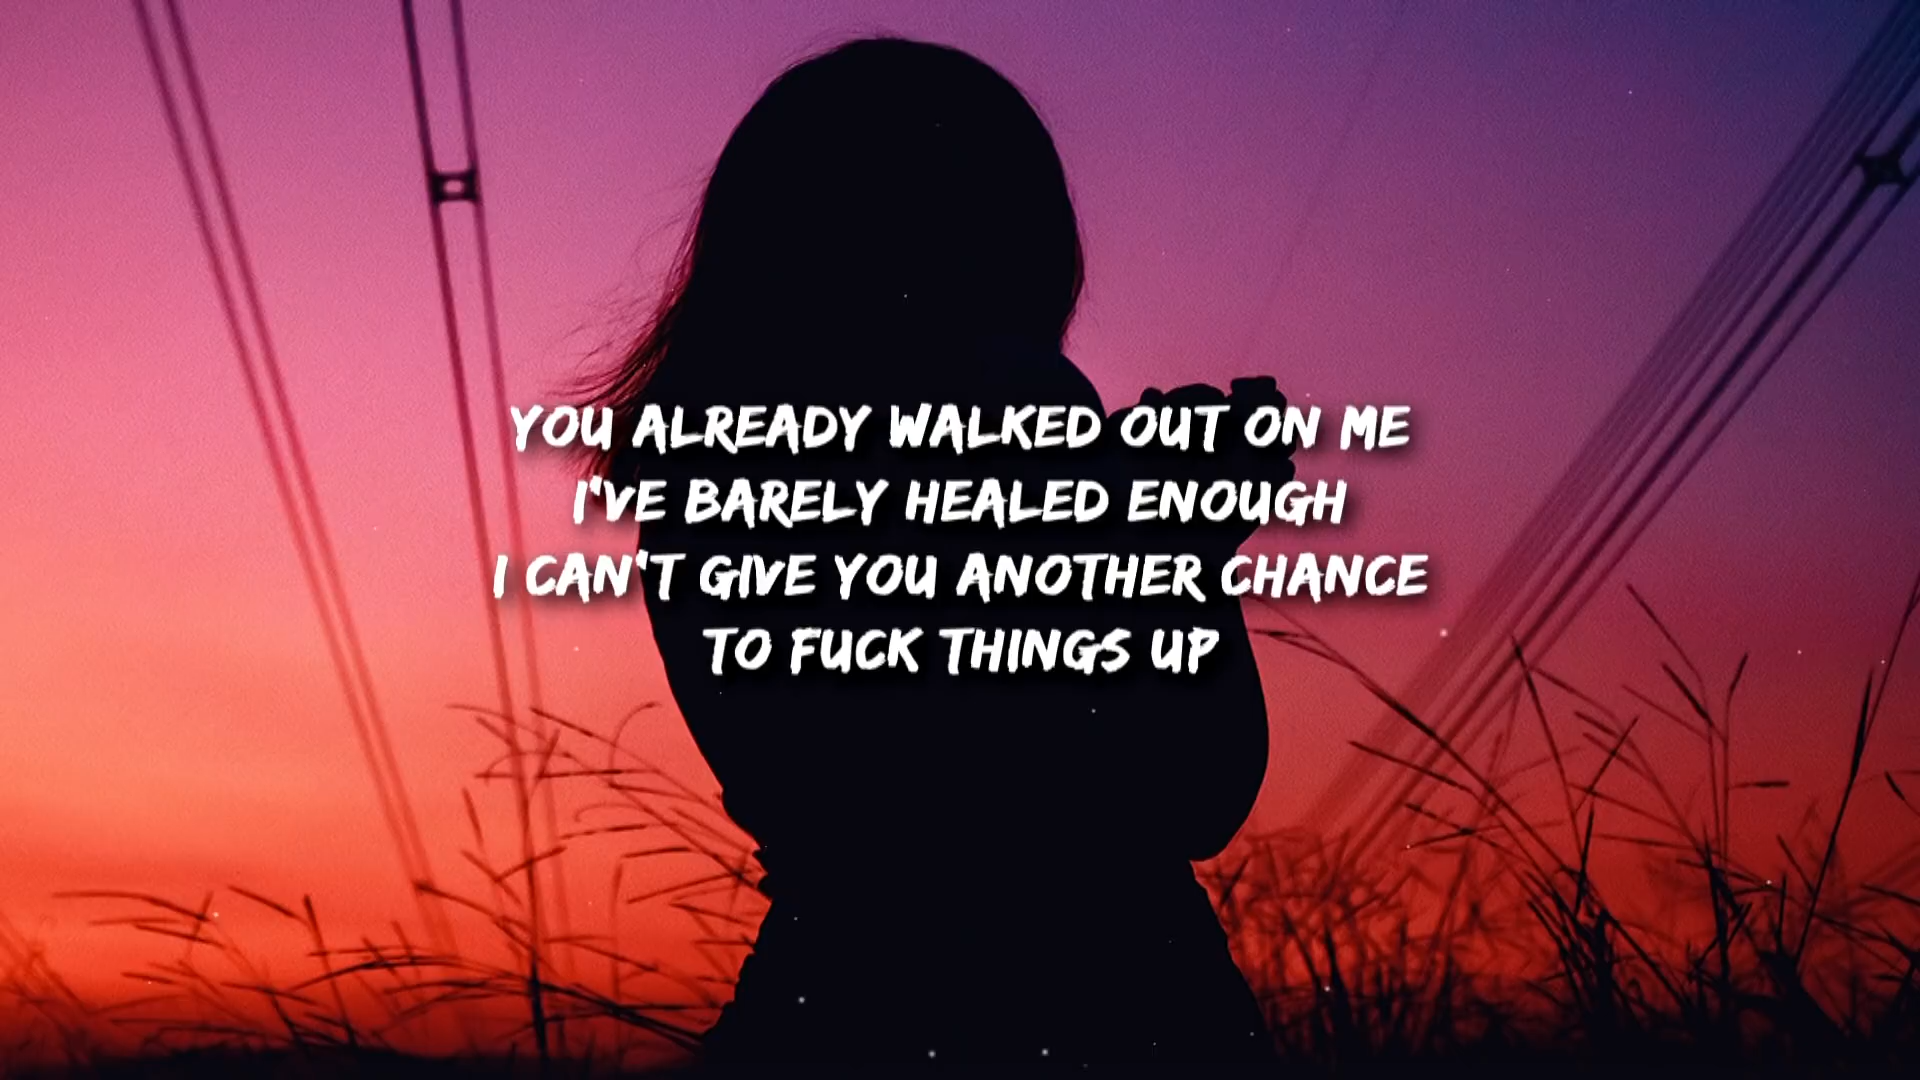 YOU ALREADY WALKED OUT ON ME
I'VE BARELY HEALED ENOUGH
I CAN'T GIVE YOU ANOTHER CHANCE
TO FUCK THINGS UP